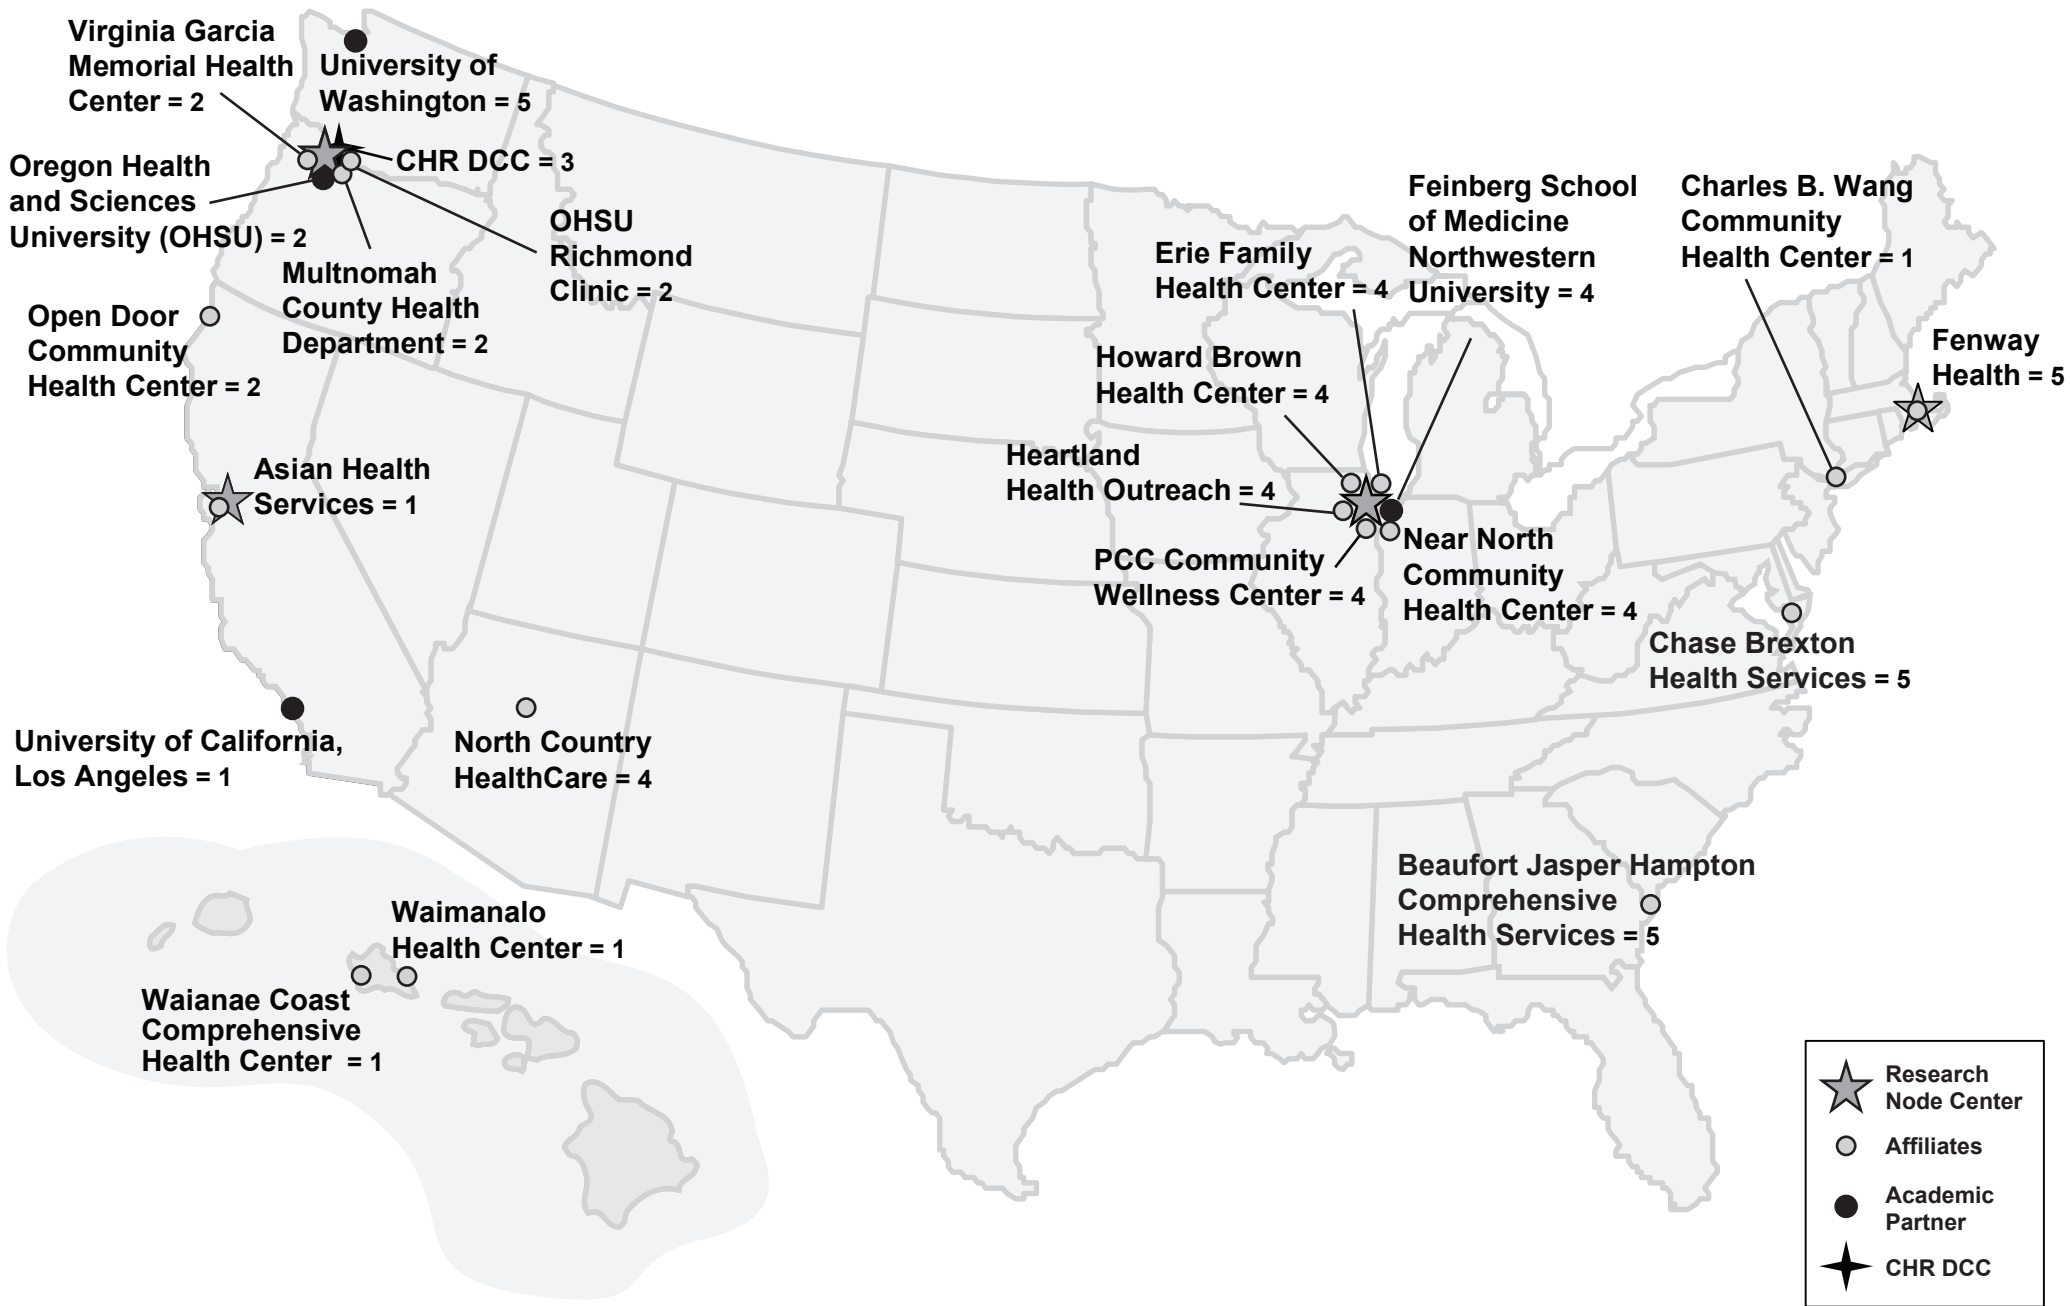 Virginia Garcia
Memorial Health
Center = 2
University of
Washington = 5
CHR DCC = 3
Oregon Health
and Sciences
University (OHSU) = 2
OHSU
Richmond
Clinic = 2
Multnomah
County Health
Department = 2
Open Door
Community
Health Center = 2
Asian Health
Services = 1
University of California,
Los Angeles = 1
North Country
HealthCare = 4
Waimanalo
Health Center = 1
Waianae Coast
Comprehensive
Health Center = 1
Erie Family
Health Center = 4
Feinberg School
of Medicine
Northwestern
University = 4
Charles B. Wang
Community
Health Center = 1
Fenway
Health = 5
Howard Brown
Health Center = 4
Heartland
Health Outreach = 4
PCC Community
Wellness Center = 4
Near North
Community
Health Center = 4
Chase Brexton
Health Services = 5
Beaufort Jasper Hampton
Comprehensive
Health Services = 5
Research
Node Center
Affiliates
Academic
Partner
CHR DCC